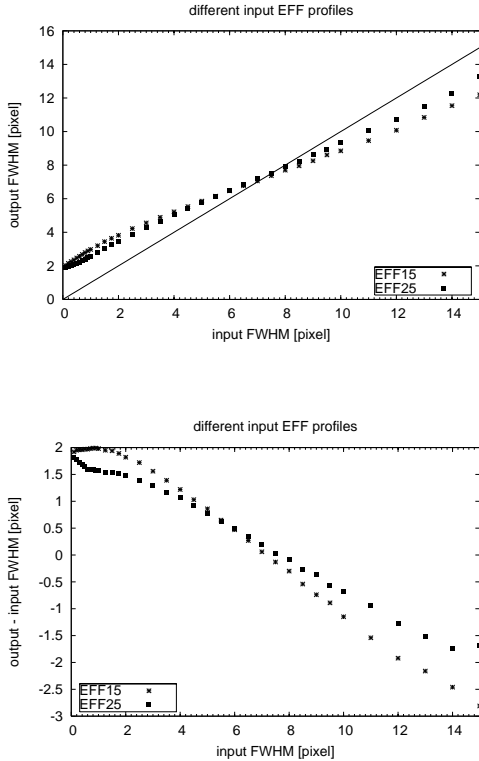 different input EFF profiles
16
14
12
10
8
6
4
2
0
output FWHM [pixel]
EFF15
EFF25
0 2 4 6 8 10 12 14
input FWHM [pixel]
different input EFF profiles
2
1.5
1
0.5
0
-0.5
-1
-1.5
-2
-2.5
-3
output - input FWHM [pixel]
EFF15
EFF25
0 2 4 6 8 10 12 14
input FWHM [pixel]